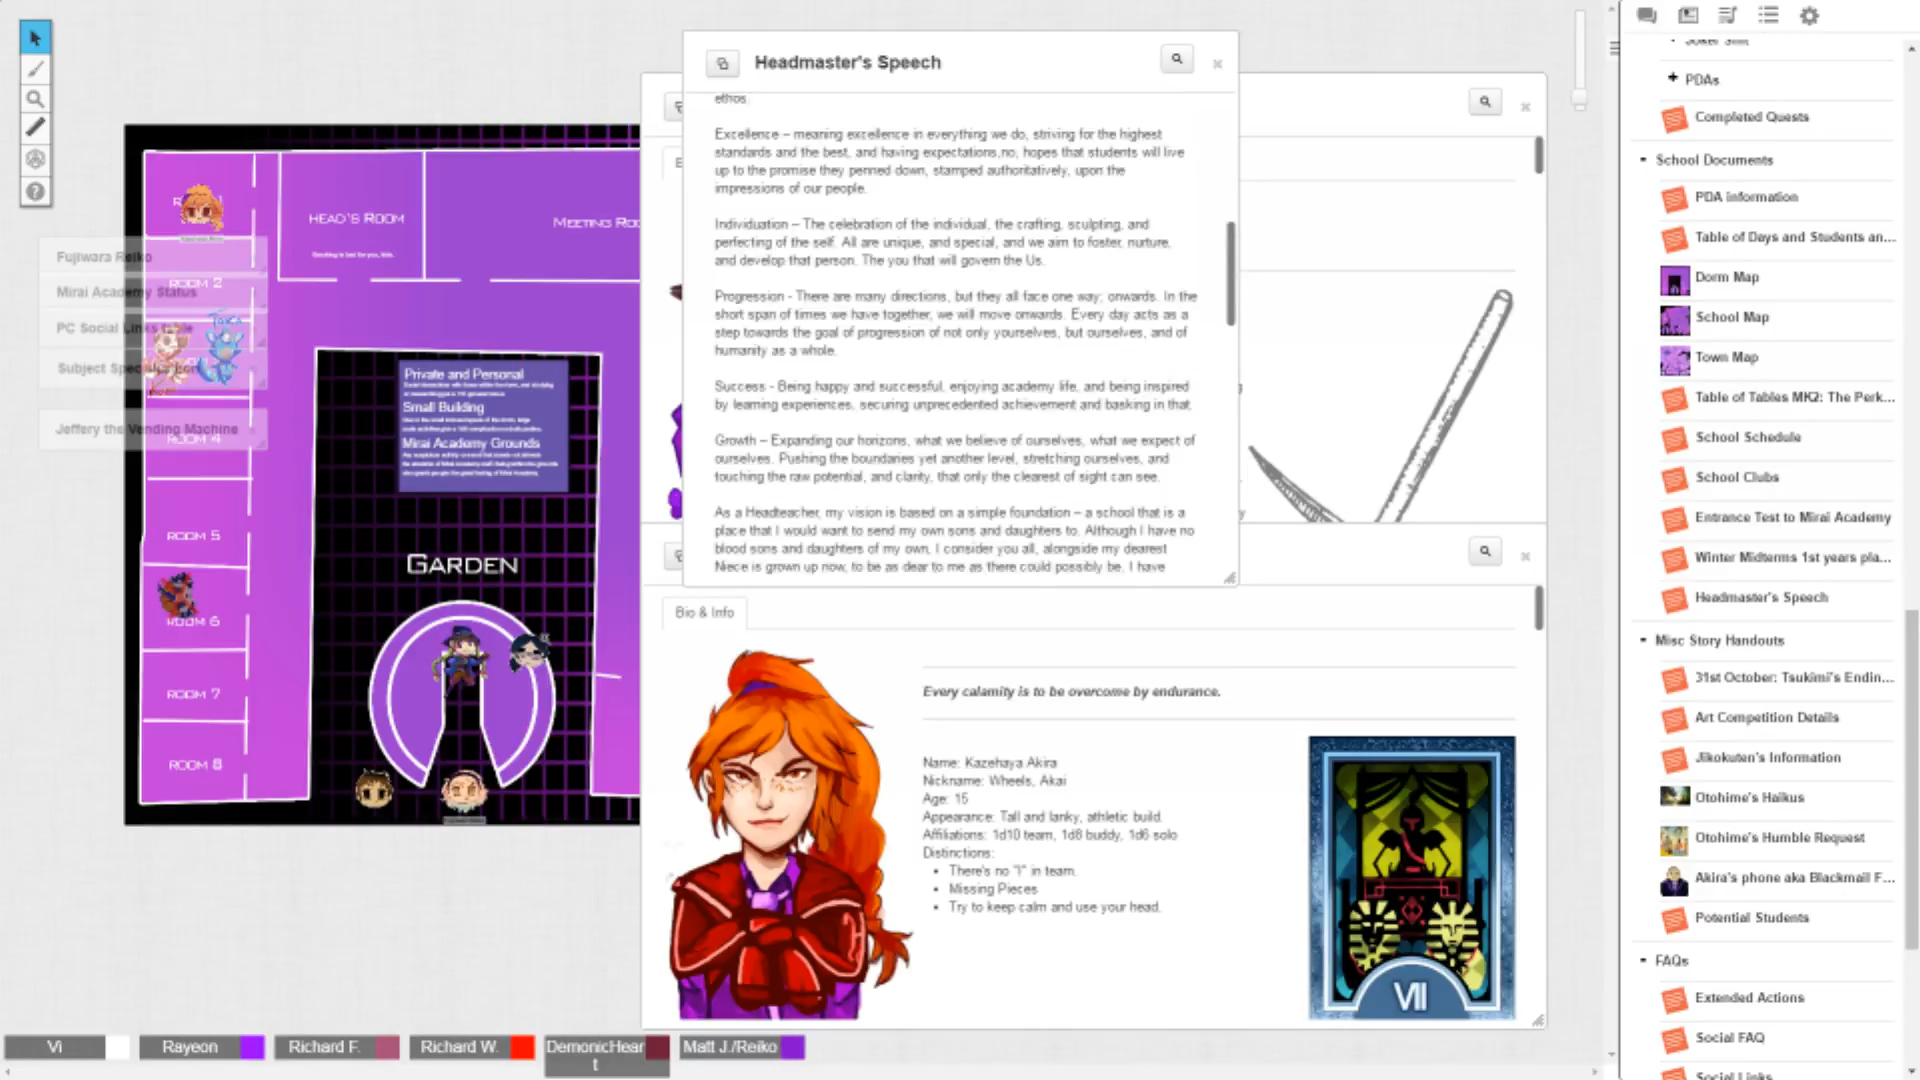 Headmaster's Speech
ethos.
Excellence – meaning excellence in everything we do, striving for the highest
standards and the best, and having expectations,no, hopes that students will live
up to the promise they penned down, stamped authoritatively, upon the
impressions of our people.
Individuation – The celebration of the individual, the crafting, sculpting, and
perfecting of the self. All are unique, and special, and we aim to foster, nurture,
and develop that person. The you that will govern the Us.
Progression - There are many directions, but they all face one way; onwards. In the
short span of times we have together, we will move onwards. Every day acts as a
step towards the goal of progression of not only yourselves, but ourselves, and of
humanity as a whole.
Success - Being happy and successful, enjoying academy life, and being inspired
by learning experiences, securing unprecedented achievement and basking in that.
Growth – Expanding our horizons, what we believe of ourselves, what we expect of
ourselves. Pushing the boundaries yet another level, stretching ourselves, and
touching the raw potential, and clarity, that only the clearest of sight can see.
As a Headteacher, my vision is based on a simple foundation – a school that is a
place that I would want to send my own sons and daughters to. Although I have no
blood sons and daughters of my own, I consider you all, alongside my dearest
Niece is grown up now, to be as dear to me as there could possibly be. I have
HEAD'S ROOM
MEETING ROO
Fujiwara Reiko
ROOM 2
Mirai Academy Status
PC Social Links
Subject
Jeffery the Vending Machine
ROOM 4
ROOM 5
ROOM 6
ROOM 7
ROOM 8
Private and Personal
Small Building
Mirai Academy Grounds
GARDEN
Bio & Info
Every calamity is to be overcome by endurance.
Name: Kazehaya Akira
Nickname: Wheels, Akai
Age: 15
Appearance: Tall and lanky, athletic build.
Affiliations: 1d10 team, 1d8 buddy, 1d6 solo
Distinctions:
• There's no "I" in team.
• Missing Pieces
• Try to keep calm and use your head.
VII
Joker Shit
+ PDAs
Completed Quests
School Documents
PDA Information
Table of Days and Students an...
Dorm Map
School Map
Town Map
Table of Tables MK2: The Perk...
School Schedule
School Clubs
Entrance Test to Mirai Academy
Winter Midterms 1st years pla...
Headmaster's Speech
Misc Story Handouts
31st October: Tsukimi's Endin...
Art Competition Details
Jikokuten's Information
Otohime's Haikus
Otohime's Humble Request
Akira's phone aka Blackmail F...
Potential Students
FAQs
Extended Actions
Social FAQ
Social Links
Vi
Rayeon
Richard F.
Richard W.
DemonicHear
t
Matt J./Reiko